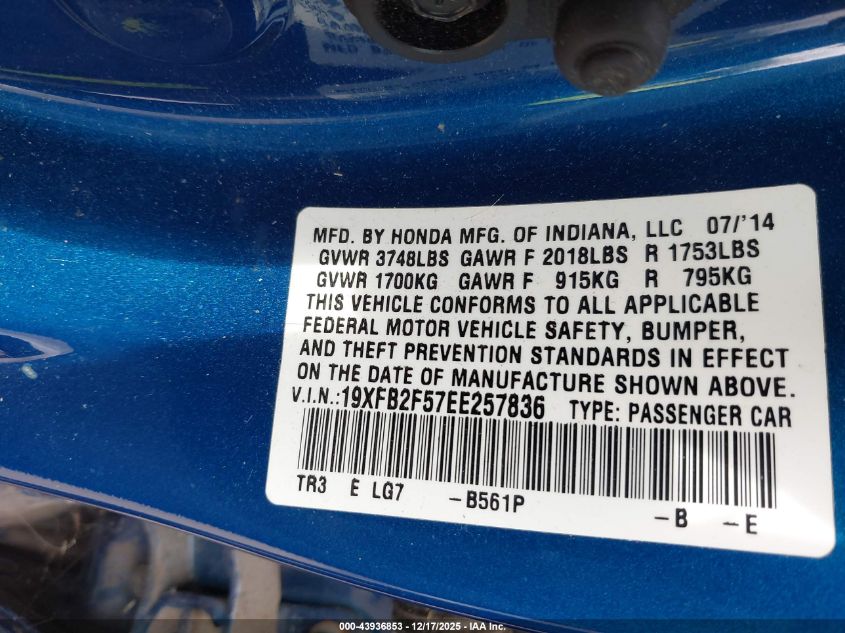 MFD. BY HONDA MFG. OF INDIANA, LLC 07/'14
GVWR 3748LBS GAWR F 2018LBS R 1753LBS
GVWR 1700KG GAWR F 915KG R 795KG
THIS VEHICLE CONFORMS TO ALL APPLICABLE
FEDERAL MOTOR VEHICLE SAFETY, BUMPER,
AND THEFT PREVENTION STANDARDS IN EFFECT
ON THE DATE OF MANUFACTURE SHOWN ABOVE.
V.I.N.:19XFB2F57EE257836 TYPE: PASSENGER CAR
TR3 E LG7 -B561P -B -E
000-43936853 | 12/17/2025 | IAA Inc.